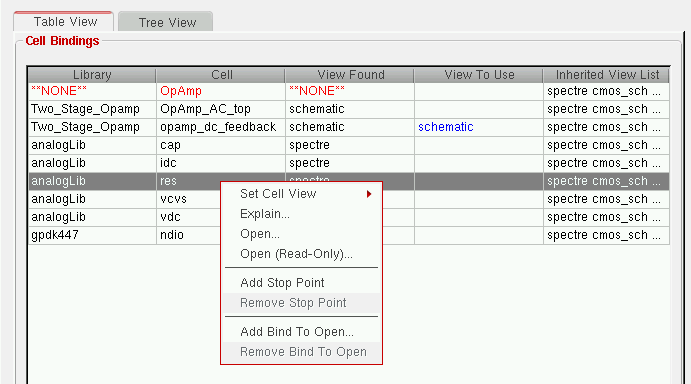 Table View
Tree View
Cell Bindings
Library Cell View Found View To Use Inherited View List
**NONE** OpAmp **NONE** spectre cmos_sch ...
Two_Stage_Opamp OpAmp_AC_top schematic spectre cmos_sch ...
Two_Stage_Opamp opamp_dc_feedback schematic schematic spectre cmos_sch ...
analogLib cap spectre spectre cmos_sch ...
analogLib idc spectre spectre cmos_sch ...
analogLib res spectre spectre cmos_sch ...
analogLib vcvs spectre cmos_sch ...
analogLib vdc spectre cmos_sch ...
gpdk447 ndio spectre cmos_sch ...
Set Cell View
Explain...
Open...
Open (Read-Only)...
Add Stop Point
Remove Stop Point
Add Bind To Open...
Remove Bind To Open